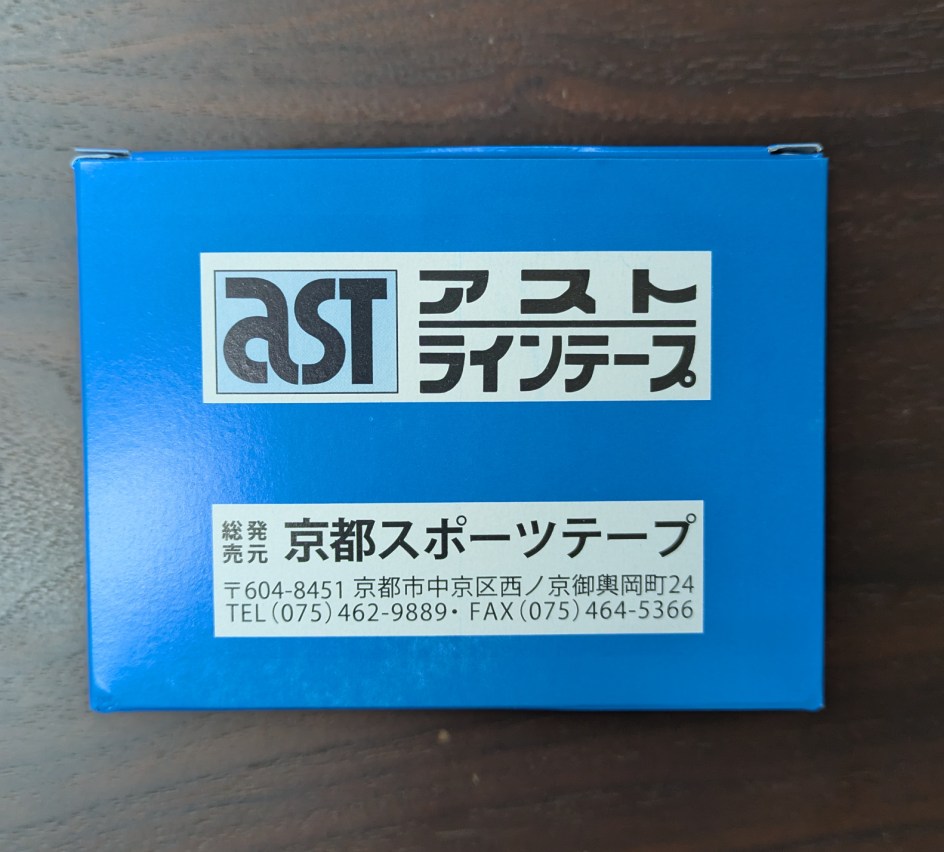 aST
アスト
ラインテープ
総発売元 京都スポーツテープ
〒604-8451 京都市中京区西ノ京御輿岡町24
TEL(075)462-9889・FAX(075)464-5366